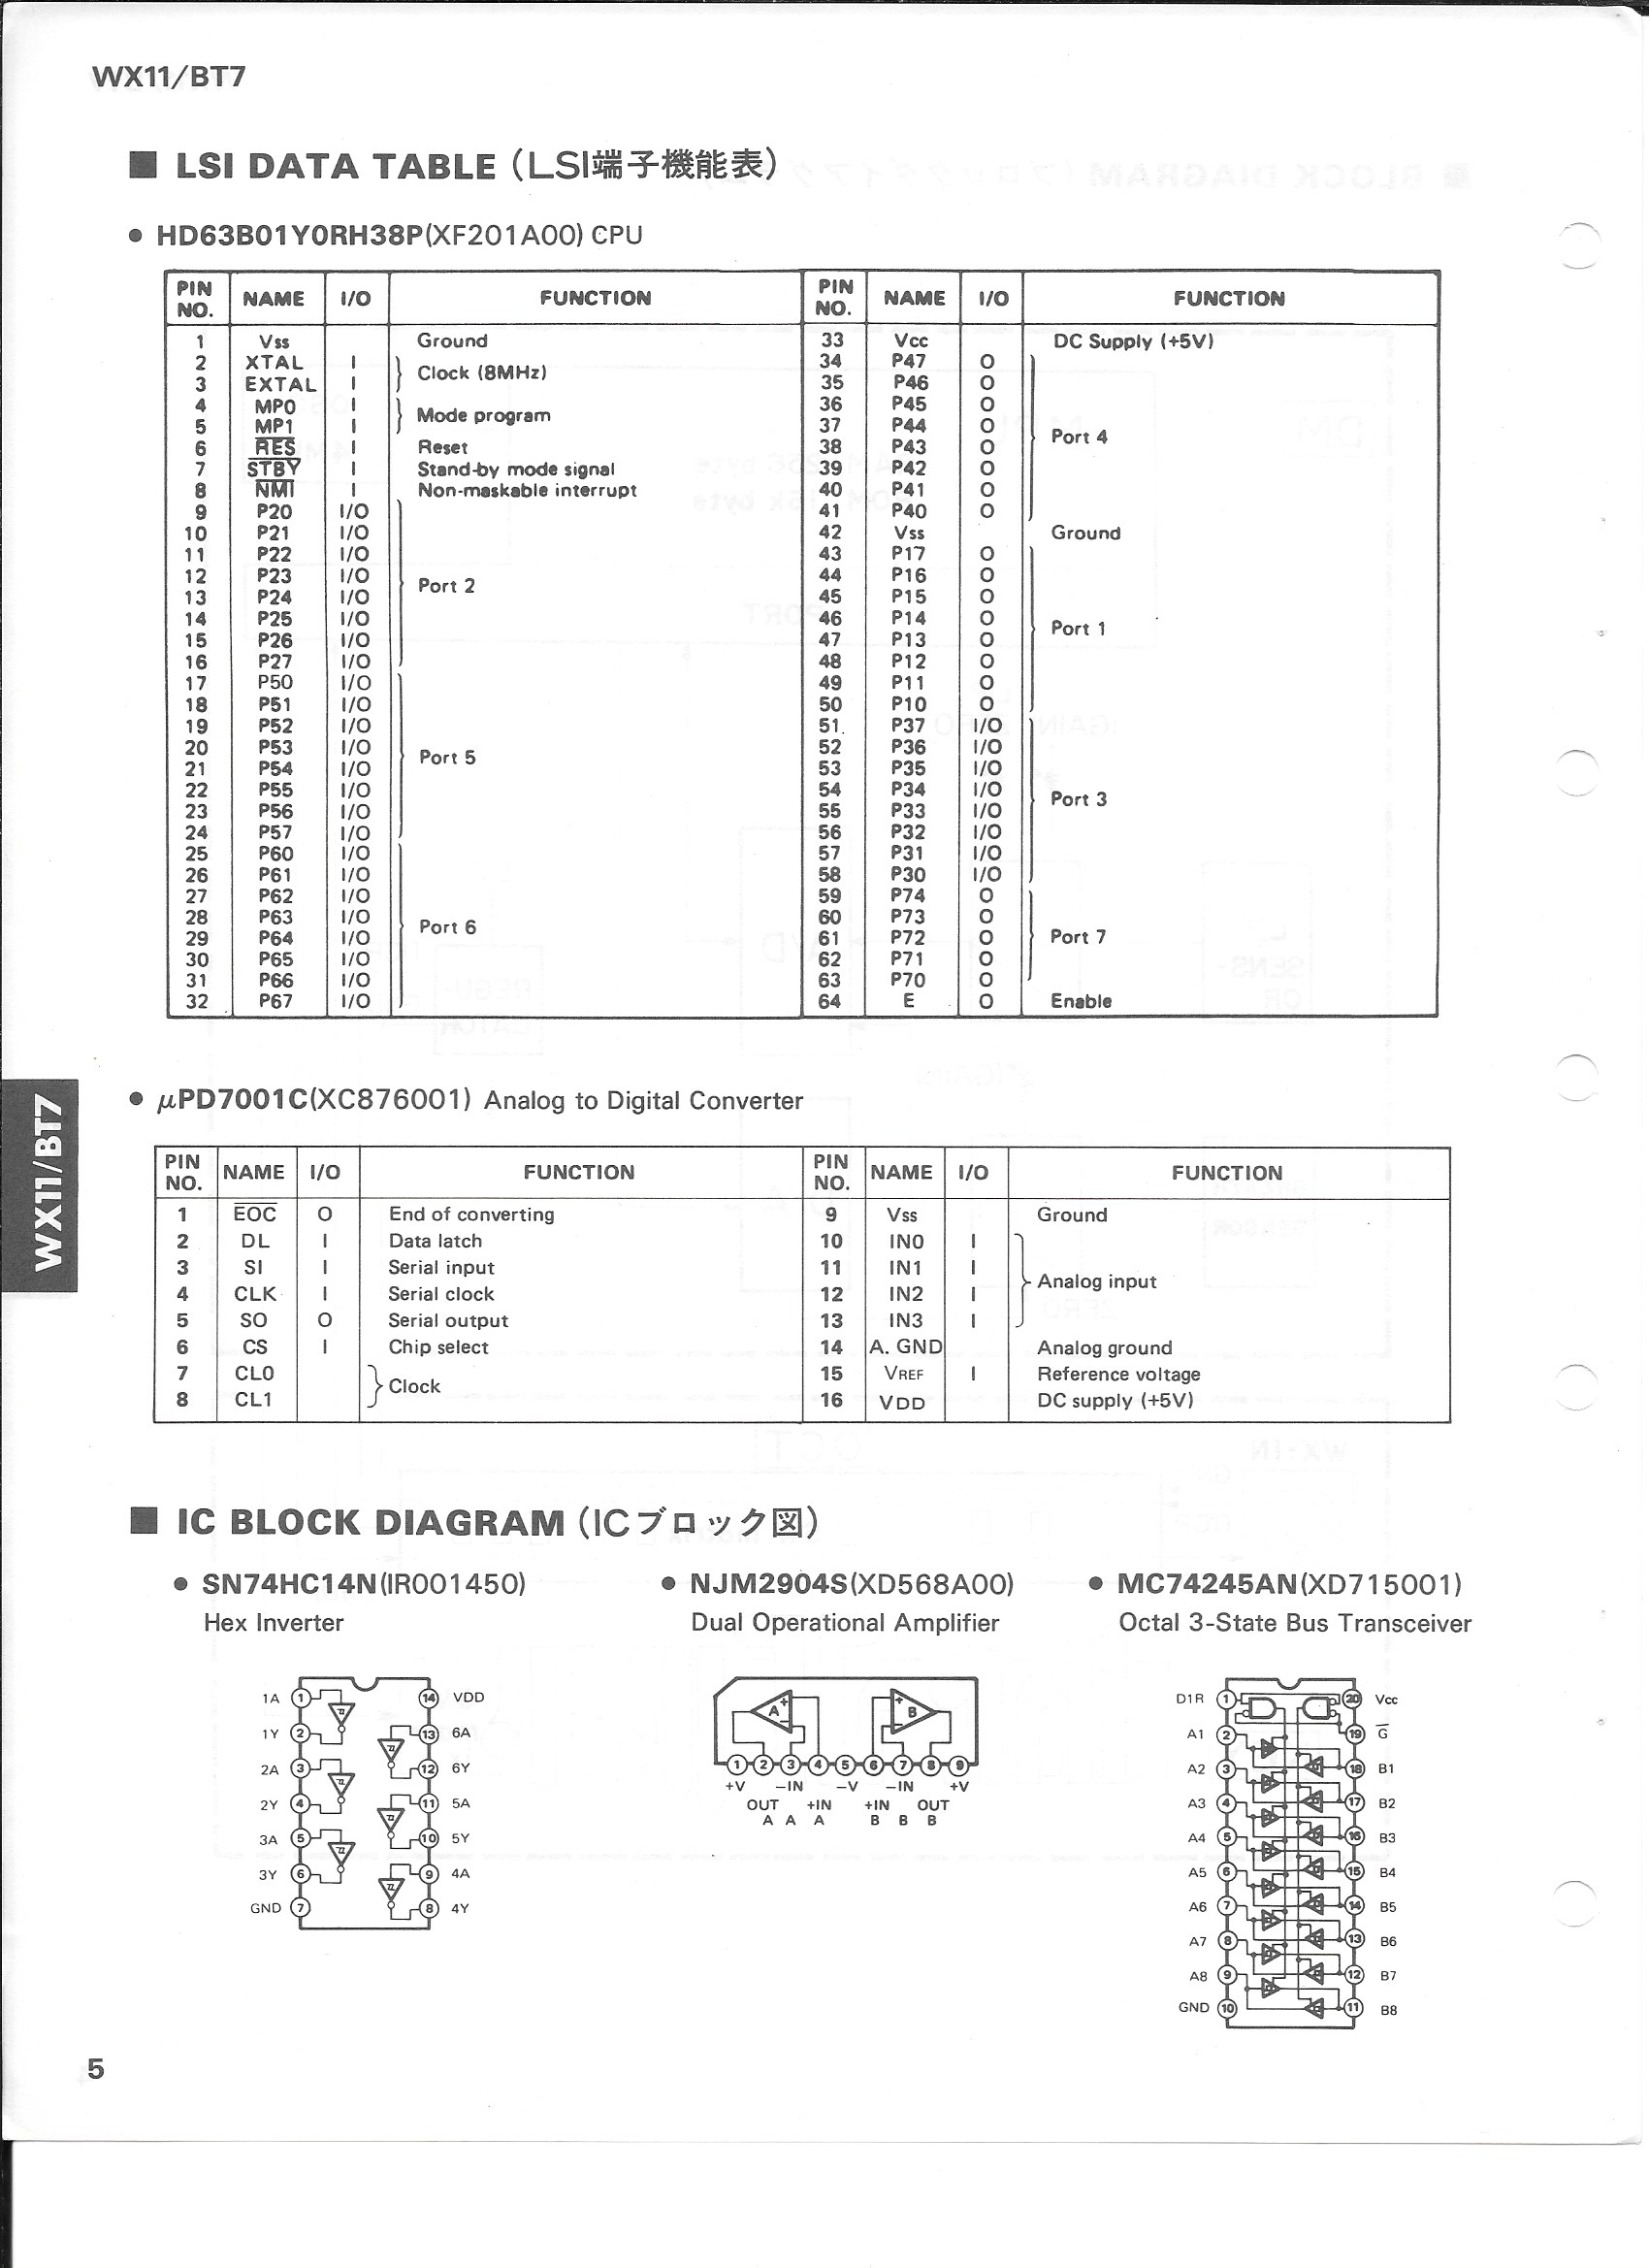 WX11/BT7
■ LSI DATA TABLE (LSI端子機能表)
● HD63B01Y0RH38P(XF201A00) CPU
PIN NO. NAME I/O FUNCTION PIN NO. NAME I/O FUNCTION
1 Vss Ground 33 Vcc DC Supply (+5V)
2 XTAL I 34 P47 O
Clock (8MHz)
3 EXTAL I 35 P46 O
4 MP0 I 36 P45 O
Mode program
5 MP1 I 37 P44 O
Port 4
6 R̅E̅S̅ I Reset 38 P43 O
7 S̅T̅B̅Y̅ I Stand-by mode signal 39 P42 O
8 N̅M̅I̅ I Non-maskable interrupt 40 P41 O
9 P20 I/O 41 P40 O
10 P21 I/O 42 Vss Ground
11 P22 I/O 43 P17 O
12 P23 I/O 44 P16 O
Port 2
13 P24 I/O 45 P15 O
14 P25 I/O 46 P14 O
Port 1
15 P26 I/O 47 P13 O
16 P27 I/O 48 P12 O
17 P50 I/O 49 P11 O
18 P51 I/O 50 P10 O
19 P52 I/O 51 P37 I/O
20 P53 I/O 52 P36 I/O
Port 5
21 P54 I/O 53 P35 I/O
22 P55 I/O 54 P34 I/O
Port 3
23 P56 I/O 55 P33 I/O
24 P57 I/O 56 P32 I/O
25 P60 I/O 57 P31 I/O
26 P61 I/O 58 P30 I/O
27 P62 I/O 59 P74 O
28 P63 I/O 60 P73 O
Port 6
29 P64 I/O 61 P72 O Port 7
30 P65 I/O 62 P71 O
31 P66 I/O 63 P70 O
32 P67 I/O 64 E O Enable
WX11/BT7
● μPD7001C(XC876001) Analog to Digital Converter
PIN NO. NAME I/O FUNCTION PIN NO. NAME I/O FUNCTION
1 E̅O̅C̅ O End of converting 9 Vss Ground
2 DL I Data latch 10 IN0 I
3 SI I Serial input 11 IN1 I
Analog input
4 CLK I Serial clock 12 IN2 I
5 SO O Serial output 13 IN3 I
6 CS I Chip select 14 A. GND Analog ground
7 CL0 15 VREF I Reference voltage
Clock
8 CL1 16 VDD DC supply (+5V)
■ IC BLOCK DIAGRAM (ICブロック図)
● SN74HC14N(IR001450)
Hex Inverter
1A 1 14 VDD
1Y 2 13 6A
2A 3 12 6Y
2Y 4 11 5A
3A 5 10 5Y
3Y 6 9 4A
GND 7 8 4Y
● NJM2904S(XD568A00)
Dual Operational Amplifier
A B
+ − + −
1 2 3 4 5 6 7 8 9
+V −IN −V −IN +V
OUT +IN +IN OUT
A A A B B B
● MC74245AN(XD715001)
Octal 3-State Bus Transceiver
D1R 1 20 Vcc
A1 2 19 G̅
A2 3 18 B1
A3 4 17 B2
A4 5 16 B3
A5 6 15 B4
A6 7 14 B5
A7 8 13 B6
A8 9 12 B7
GND 10 11 B8
5